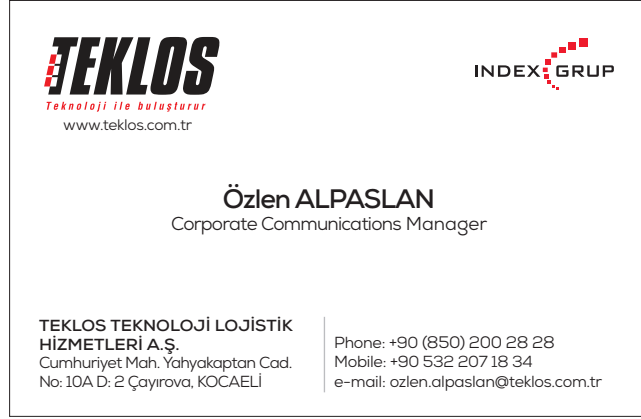 TEKLOS
Teknoloji ile buluşturur
www.teklos.com.tr
INDEX GRUP
Özlen ALPASLAN
Corporate Communications Manager
TEKLOS TEKNOLOJİ LOJİSTİK
HİZMETLERİ A.Ş.
Cumhuriyet Mah. Yahyakaptan Cad.
No: 10A D: 2 Çayırova, KOCAELİ
Phone: +90 (850) 200 28 28
Mobile: +90 532 207 18 34
e-mail: ozlen.alpaslan@teklos.com.tr